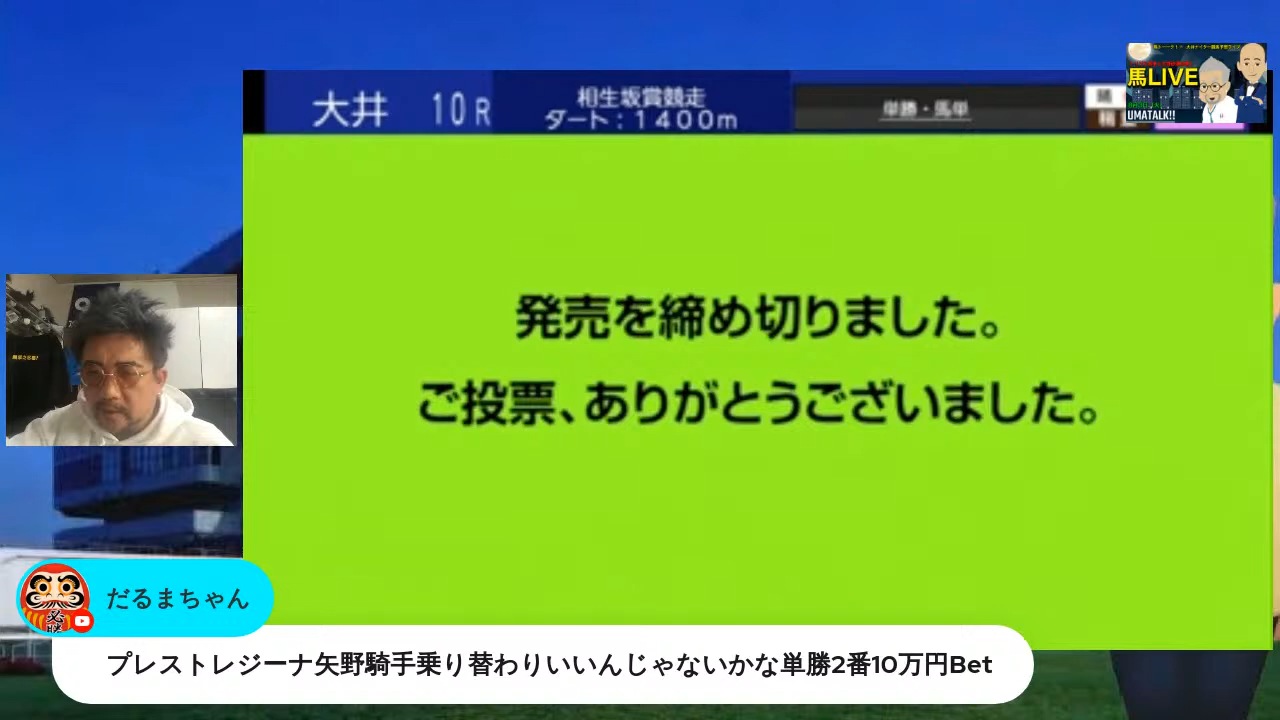 大井 10R
相生坂賞競走
ダート：1400m
単勝・馬単
馬LIVE
UMATALK!!
発売を締め切りました。
ご投票、ありがとうございました。
必勝
だるまちゃん
プレストレジーナ矢野騎手乗り替わりいいんじゃないかな単勝2番10万円Bet